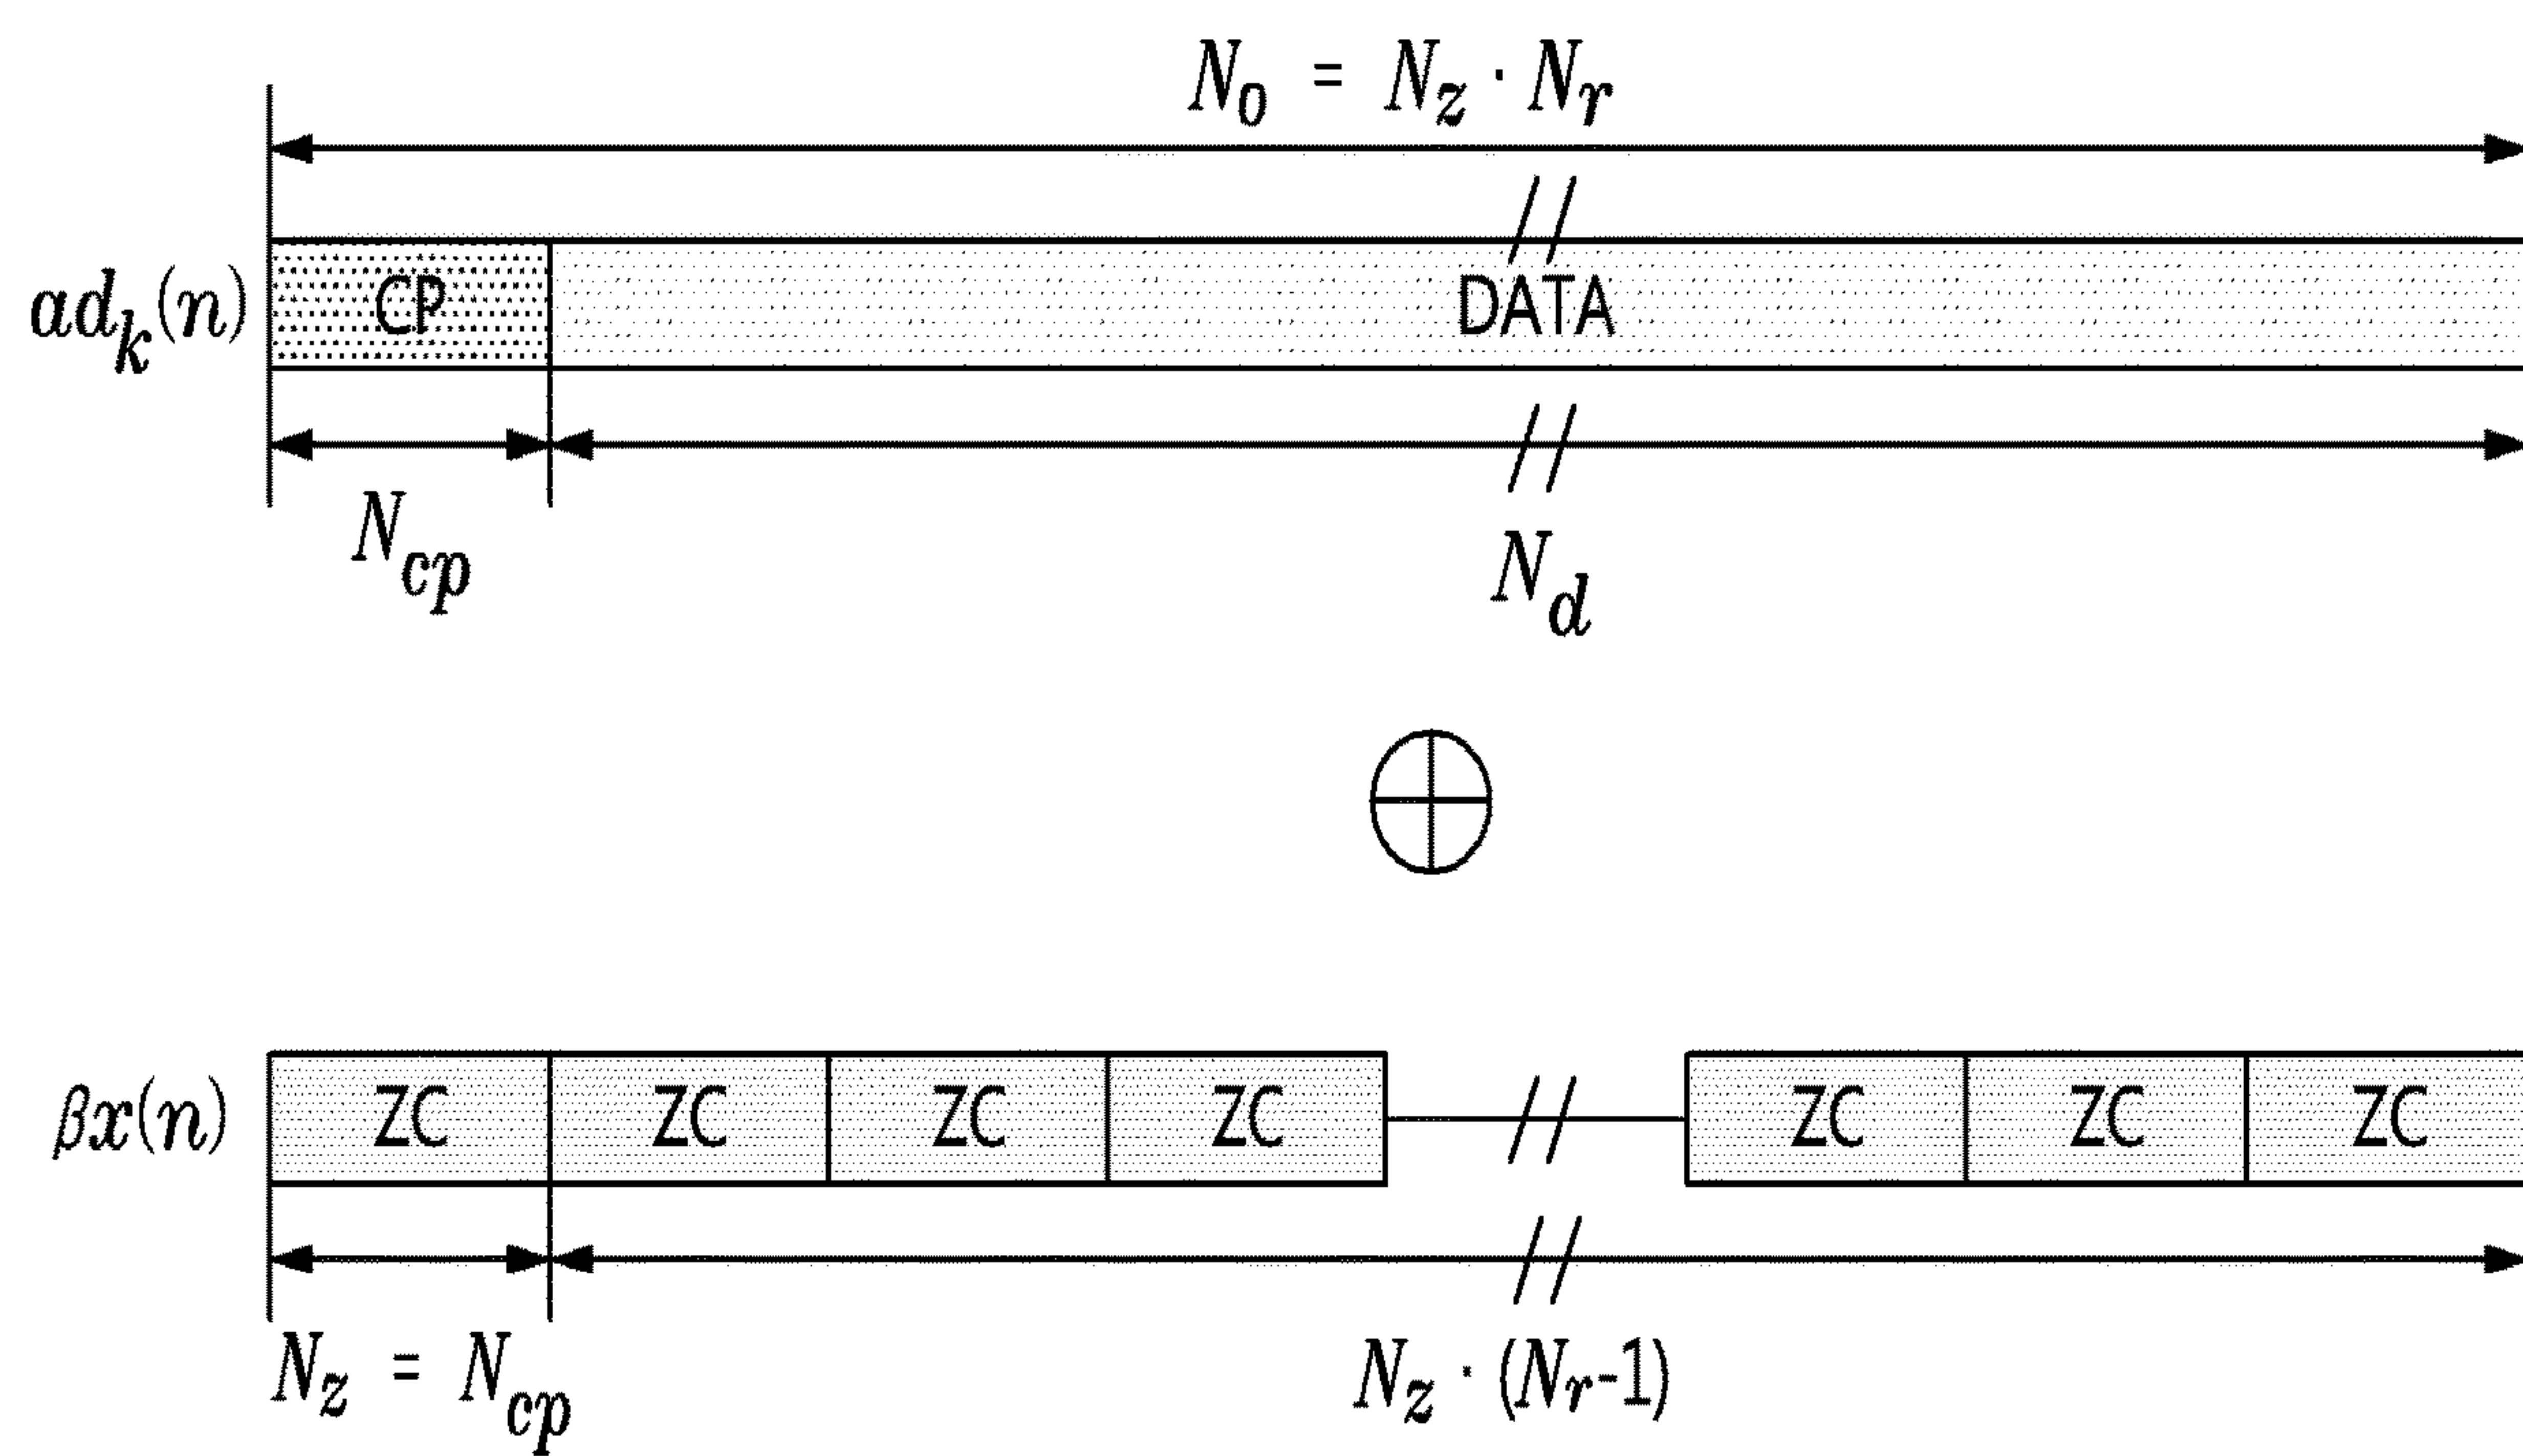 N₀ = N_z · N_r
ad_k(n) CP DATA
N_cp
N_d
βx(n) ZC ZC ZC ZC ZC ZC ZC
N_z = N_cp
N_z · (N_r-1)